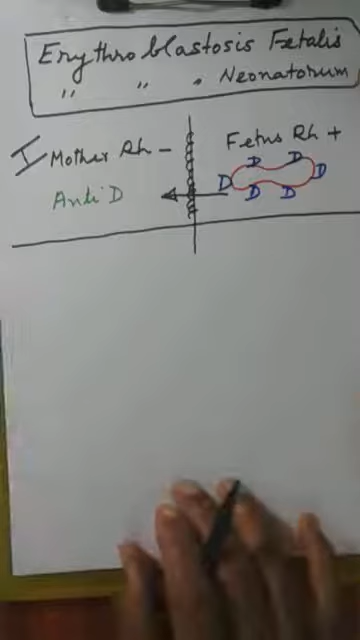 Erythroblastosis Fetalis
" " " Neonatorum
I Mother Rh - Fetus Rh +
D D
D D
D D
Anti D